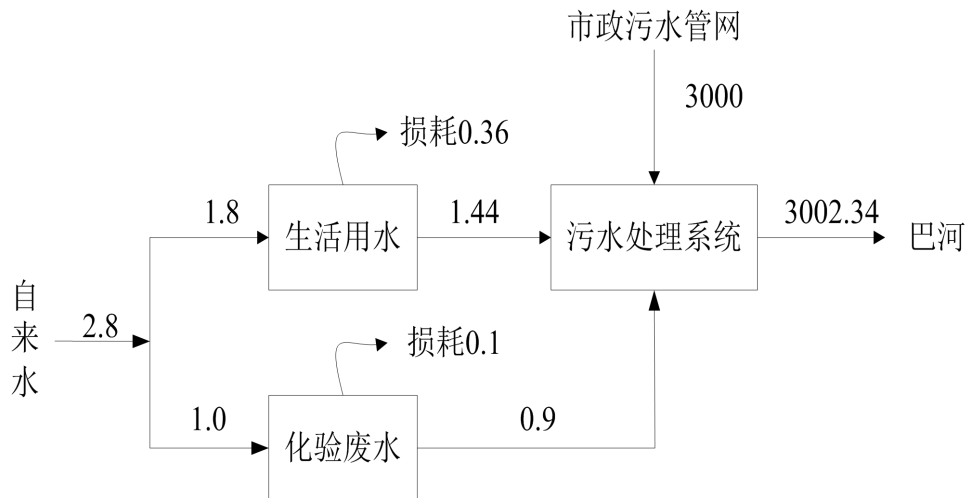 市政污水管网
3000
损耗0.36
1.8
生活用水
1.44
污水处理系统
3002.34
巴河
自来水
2.8
损耗0.1
1.0
化验废水
0.9